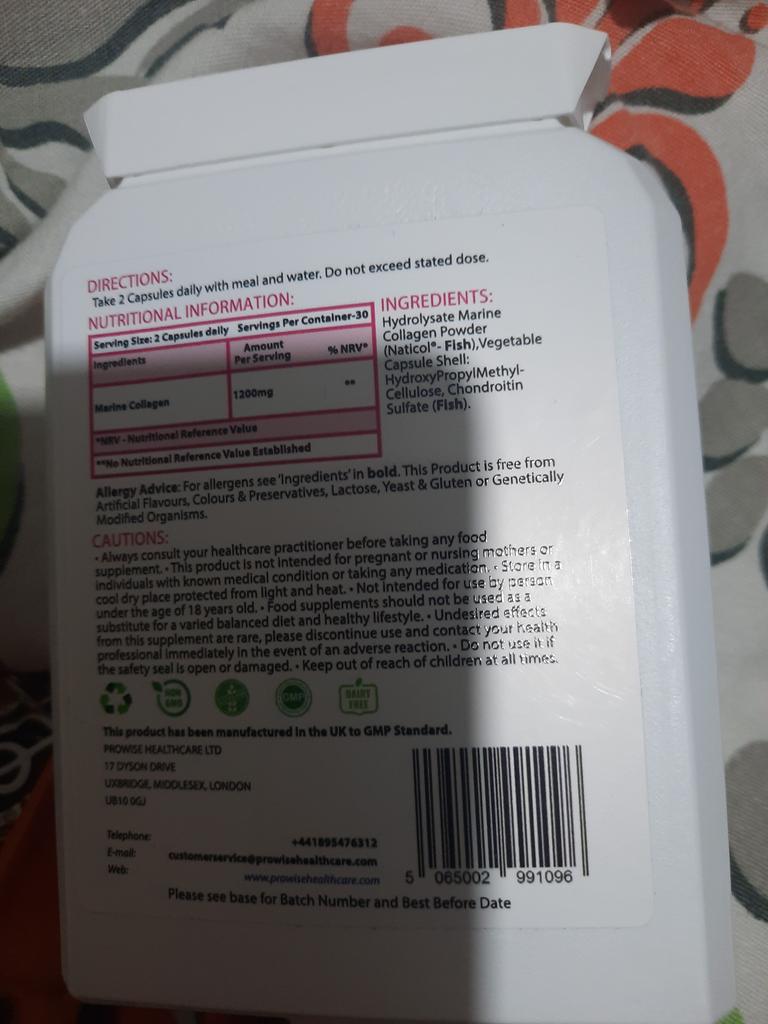 DIRECTIONS:
Take 2 Capsules daily with meal and water. Do not exceed stated dose.
NUTRITIONAL INFORMATION:
Serving Size: 2 Capsules daily Servings Per Container-30
Ingredients Amount Per Serving % NRV*
Marine Collagen 1200mg **
*NRV - Nutritional Reference Value
**No Nutritional Reference Value Established
INGREDIENTS:
Hydrolysate Marine
Collagen Powder
(Naticol®- Fish),Vegetable
Capsule Shell:
HydroxyPropylMethyl-
Cellulose, Chondroitin
Sulfate (Fish).
Allergy Advice: For allergens see 'Ingredients' in bold. This Product is free from
Artificial Flavours, Colours & Preservatives, Lactose, Yeast & Gluten or Genetically
Modified Organisms.
CAUTIONS:
• Always consult your healthcare practitioner before taking any food
supplement. • This product is not intended for pregnant or nursing mothers or
individuals with known medical condition or taking any medication. • Store in a
cool dry place protected from light and heat. • Not intended for use by person
under the age of 18 years old. • Food supplements should not be used as a
substitute for a varied balanced diet and healthy lifestyle. • Undesired effects
from this supplement are rare, please discontinue use and contact your health
professional immediately in the event of an adverse reaction. • Do not use it if
the safety seal is open or damaged. • Keep out of reach of children at all times.
NON
GMO
GMP
DAIRY
FREE
This product has been manufactured in the UK to GMP Standard.
PROWISE HEALTHCARE LTD
17 DYSON DRIVE
UXBRIDGE, MIDDLESEX, LONDON
UB10 0GJ
Telephone: +441895476312
E-mail: customerservice@prowisehealthcare.com
Web: www.prowisehealthcare.com
5 065002 991096
Please see base for Batch Number and Best Before Date